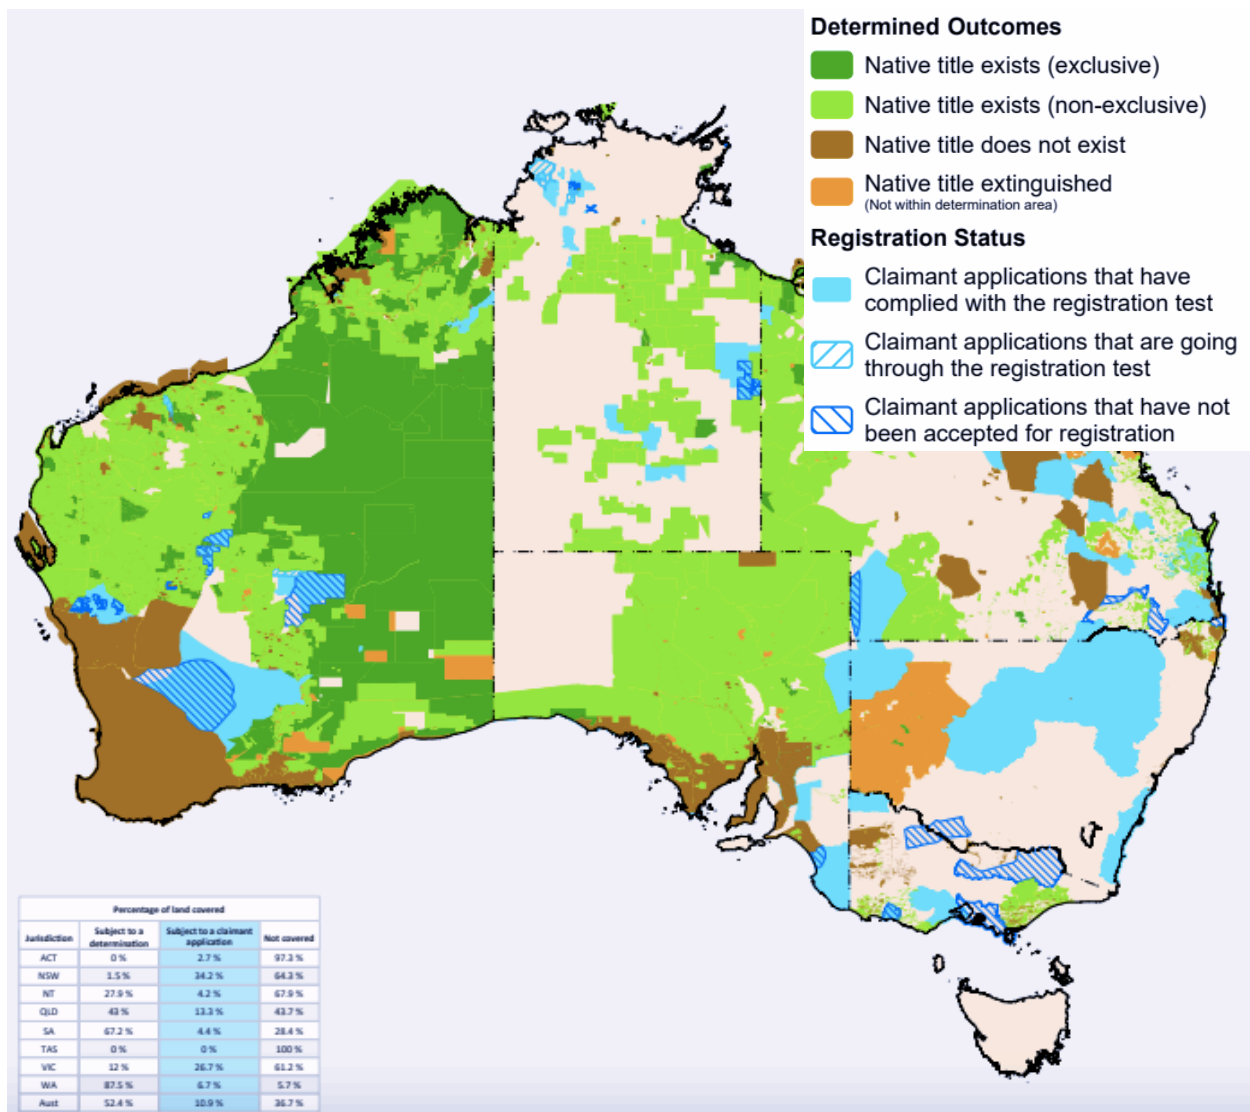 Determined Outcomes
Native title exists (exclusive)
Native title exists (non-exclusive)
Native title does not exist
Native title extinguished
(Not within determination area)
Registration Status
Claimant applications that have
complied with the registration test
Claimant applications that are going
through the registration test
Claimant applications that have not
been accepted for registration
Percentage of land covered
Jurisdiction Subject to a determination Subject to a claimant application Not covered
ACT 0 % 2.7 % 97.3 %
NSW 1.5 % 34.2 % 64.3 %
NT 27.9 % 4.2 % 67.9 %
QLD 43 % 13.3 % 43.7 %
SA 67.2 % 4.4 % 28.4 %
TAS 0 % 0 % 100 %
VIC 12 % 26.7 % 61.2 %
WA 87.5 % 6.7 % 5.7 %
Aust 52.4 % 10.9 % 36.7 %